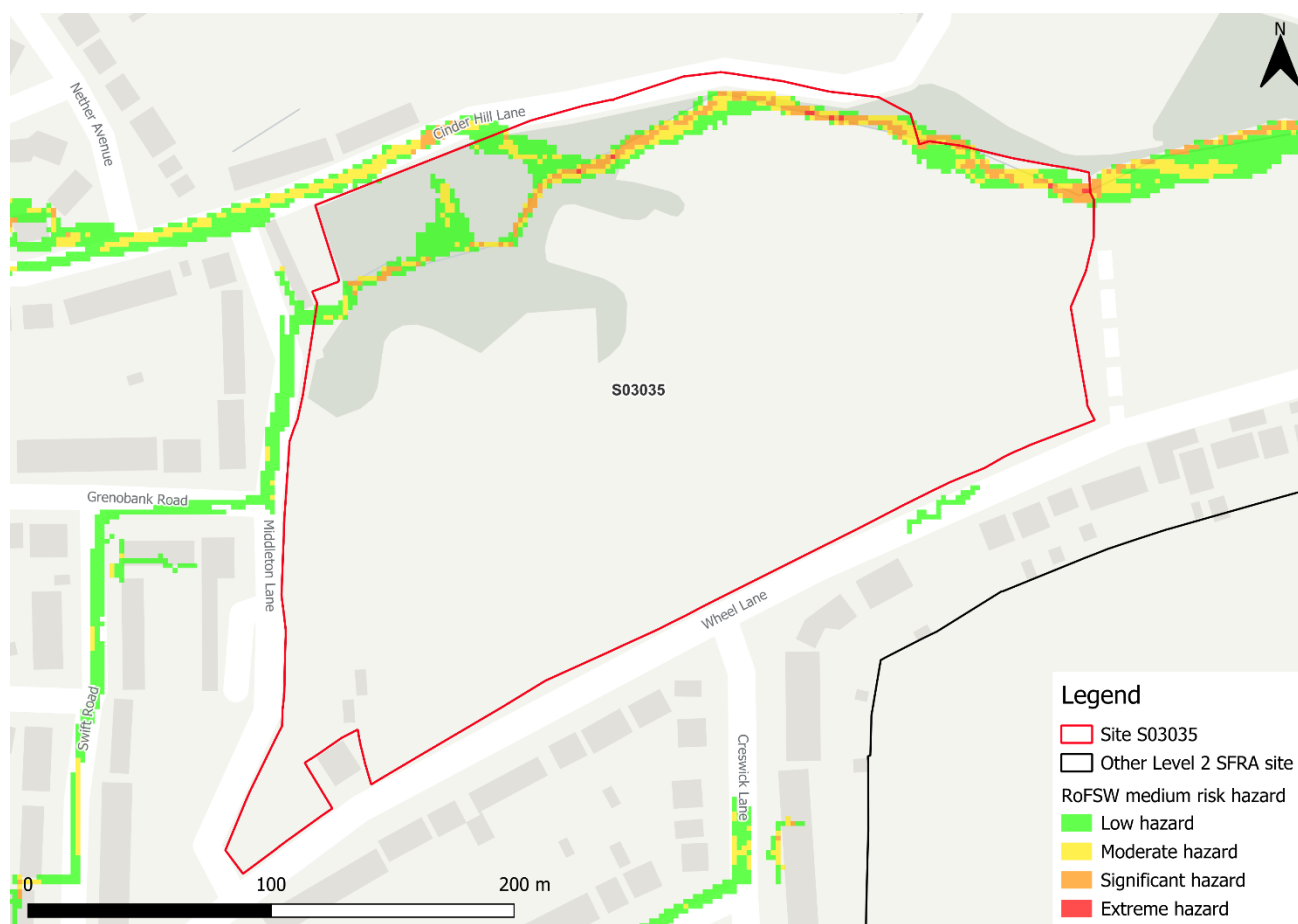 N
Nether Avenue
Cinder Hill Lane
S03035
Grenobank Road
Middleton Lane
Wheel Lane
Swift Road
Creswick Lane
Legend
Site S03035
Other Level 2 SFRA site
RoFSW medium risk hazard
Low hazard
Moderate hazard
Significant hazard
Extreme hazard
0 100 200 m